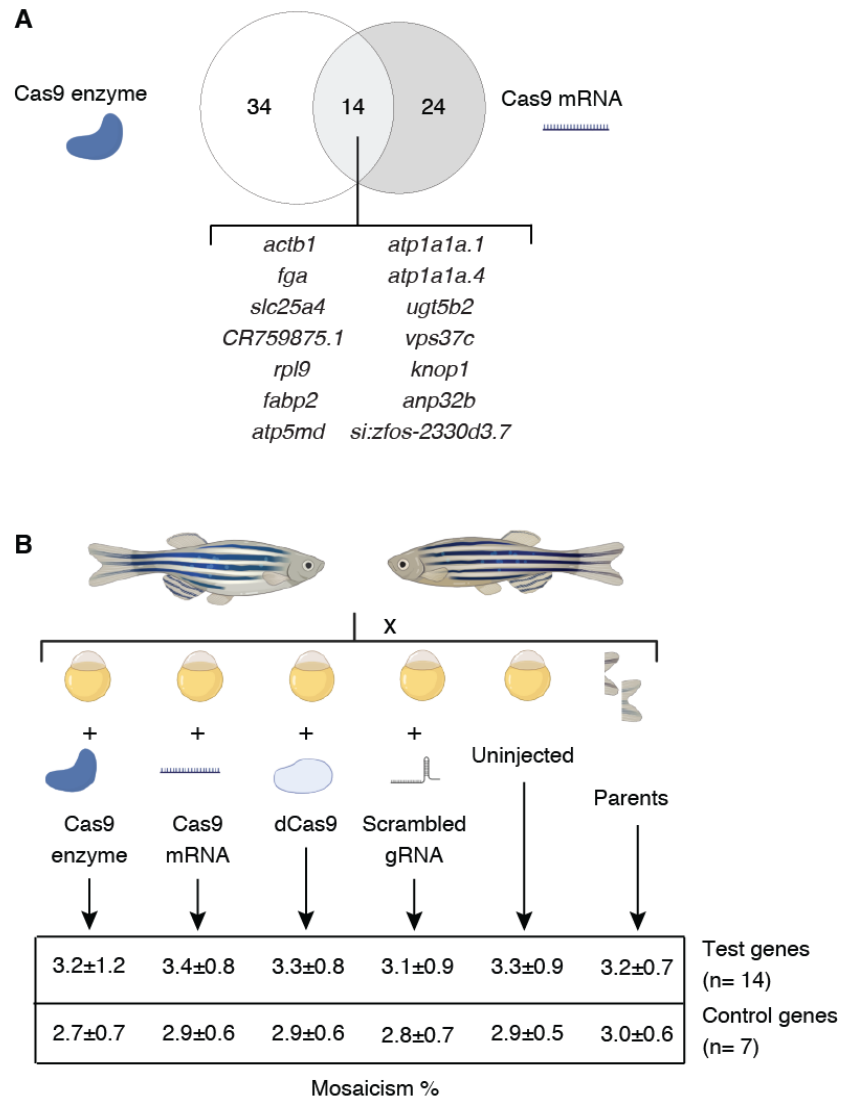 A
Cas9 enzyme
34
14
24
Cas9 mRNA
actb1 atp1a1a.1
fga atp1a1a.4
slc25a4 ugt5b2
CR759875.1 vps37c
rpl9 knop1
fabp2 anp32b
atp5md si:zfos-2330d3.7
B
X
+ + + +
Uninjected
Parents
Cas9
enzyme
Cas9
mRNA
dCas9
Scrambled
gRNA
3.2±1.2 3.4±0.8 3.3±0.8 3.1±0.9 3.3±0.9 3.2±0.7
Test genes
(n= 14)
2.7±0.7 2.9±0.6 2.9±0.6 2.8±0.7 2.9±0.5 3.0±0.6
Control genes
(n= 7)
Mosaicism %